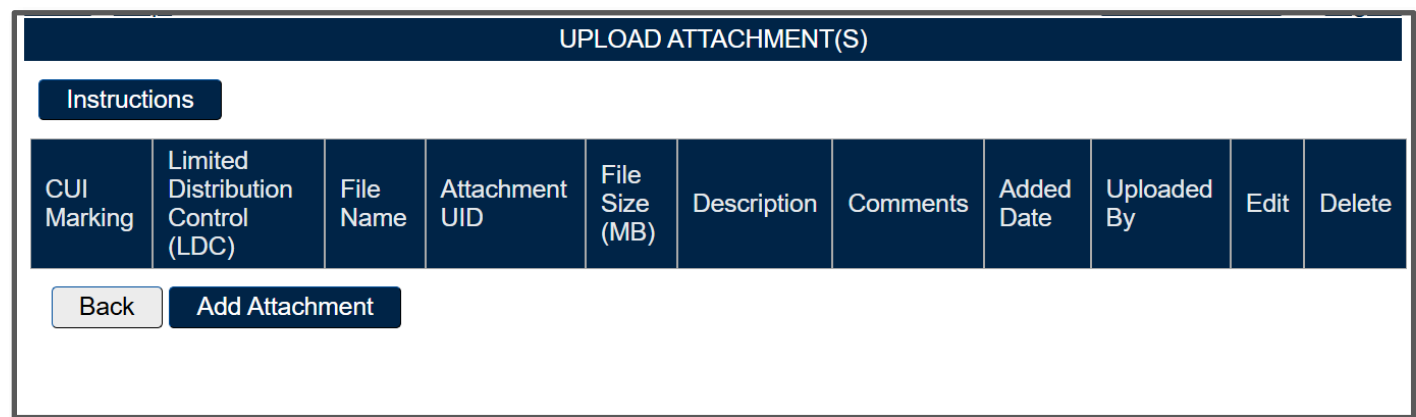 UPLOAD ATTACHMENT(S)
Instructions
CUI Marking
Limited Distribution Control (LDC)
File Name
Attachment UID
File Size (MB)
Description
Comments
Added Date
Uploaded By
Edit
Delete
Back
Add Attachment